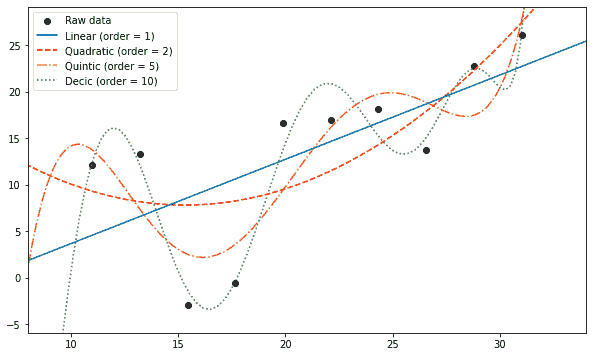 Raw data
Linear (order = 1)
Quadratic (order = 2)
Quintic (order = 5)
Decic (order = 10)
25
20
15
10
5
0
−5
10 15 20 25 30